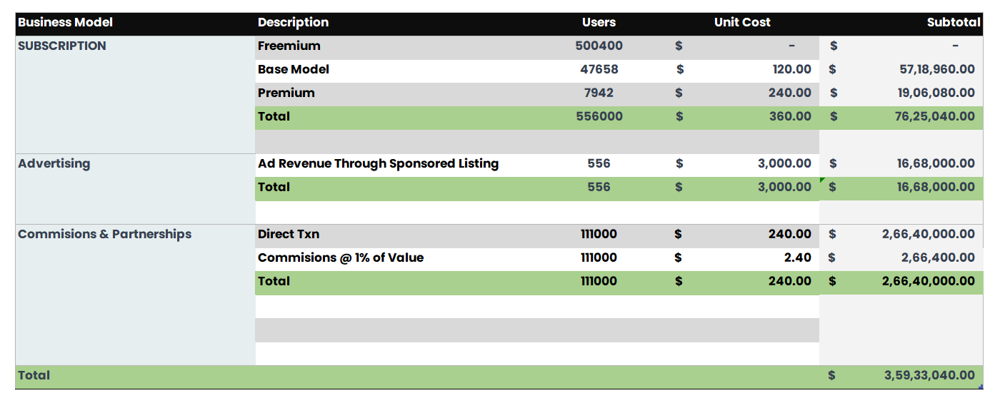 Business Model Description Users Unit Cost Subtotal
SUBSCRIPTION Freemium 500400 $ - $ -
Base Model 47658 $ 120.00 $ 57,18,960.00
Premium 7942 $ 240.00 $ 19,06,080.00
Total 556000 $ 360.00 $ 76,25,040.00
Advertising Ad Revenue Through Sponsored Listing 556 $ 3,000.00 $ 16,68,000.00
Total 556 $ 3,000.00 $ 16,68,000.00
Commisions & Partnerships Direct Txn 111000 $ 240.00 $ 2,66,40,000.00
Commisions @ 1% of Value 111000 $ 2.40 $ 2,66,400.00
Total 111000 $ 240.00 $ 2,66,40,000.00
Total $ 3,59,33,040.00